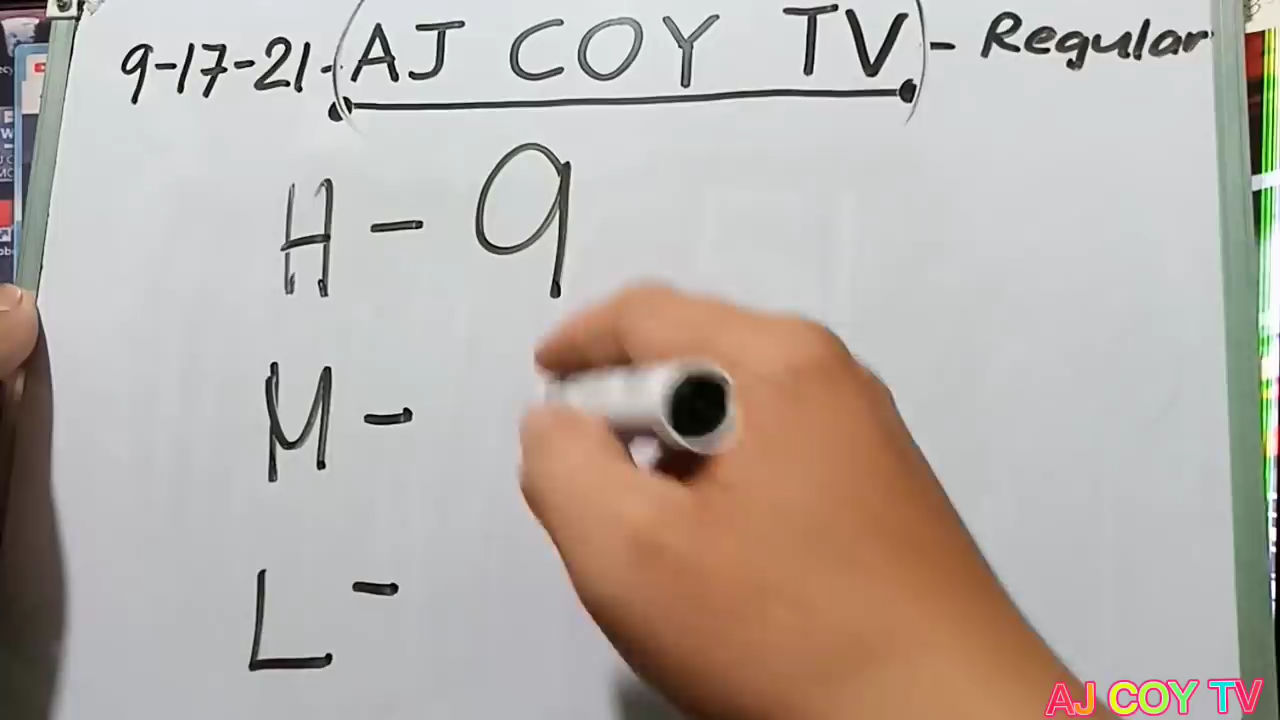 9-17-21-(AJ COY TV)-Regular
H - 9
M -
L -
AJ COY TV